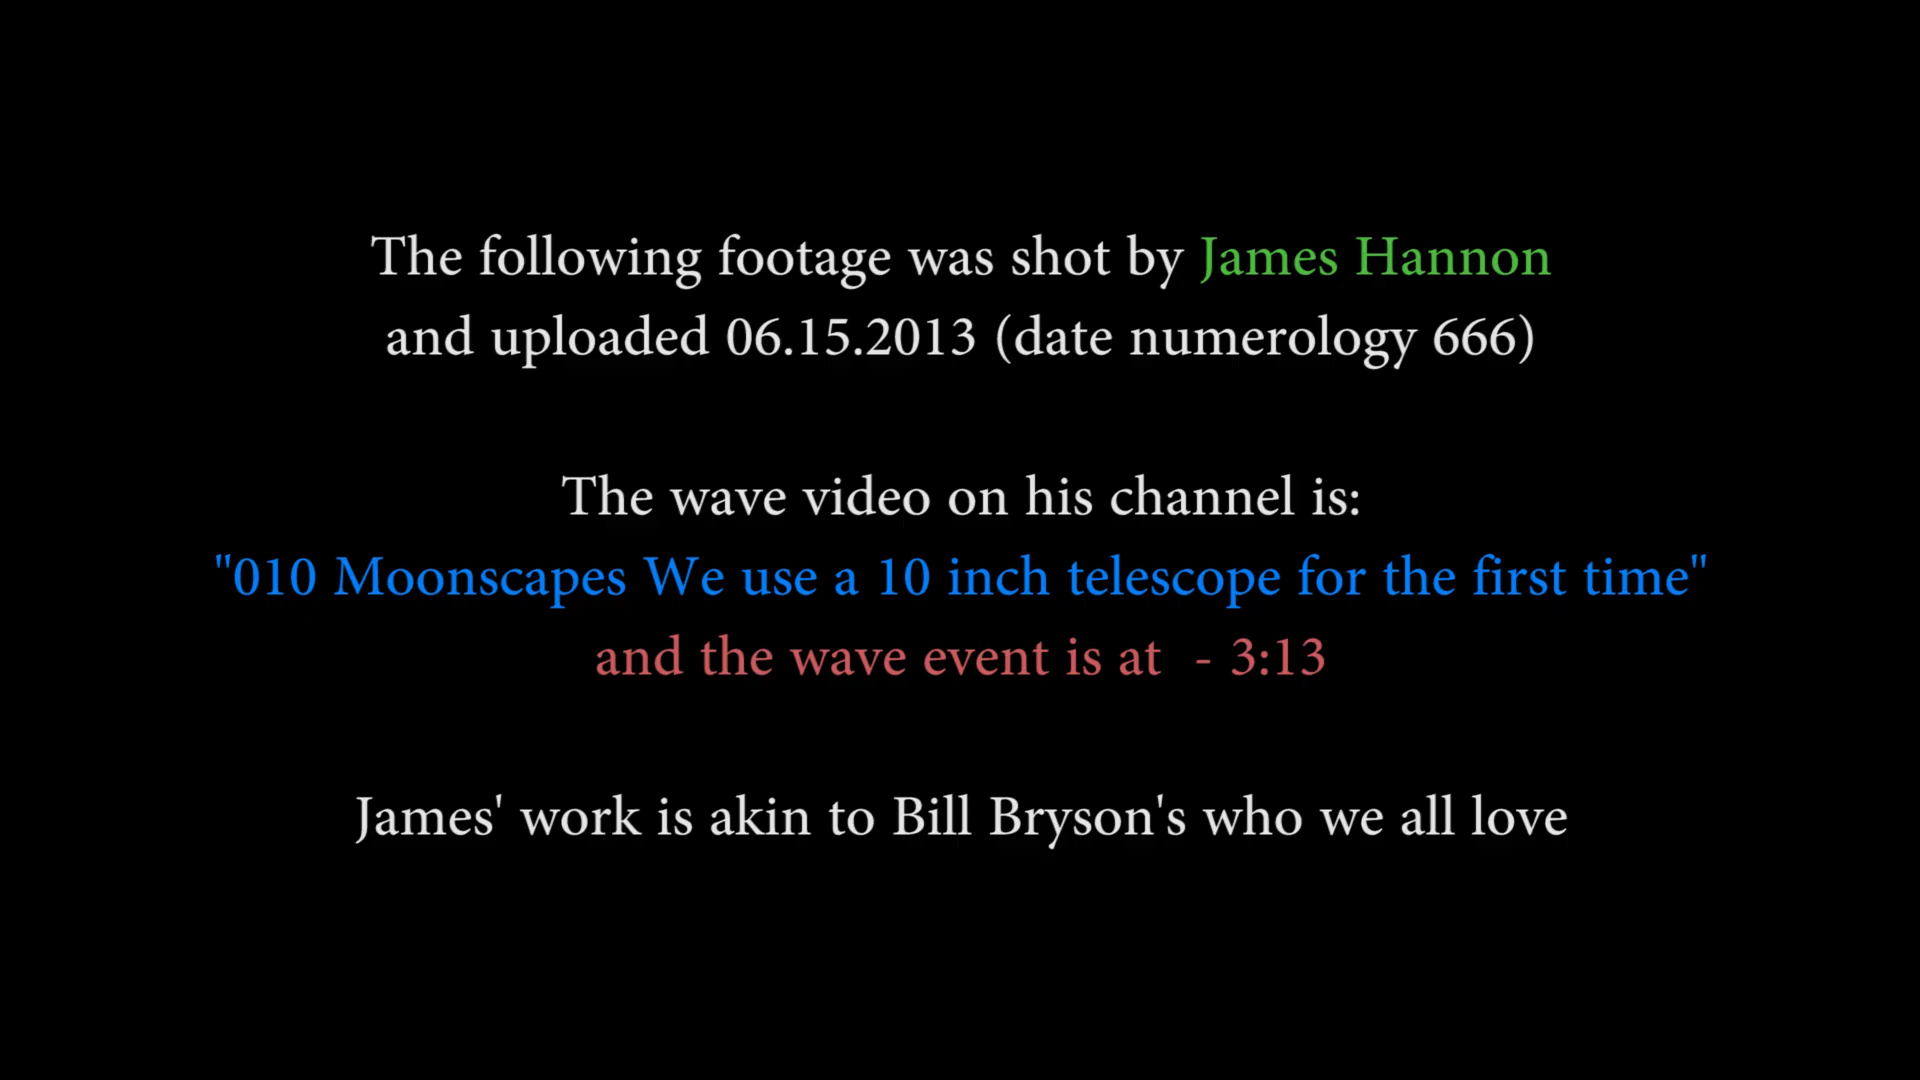 The following footage was shot by James Hannon
and uploaded 06.15.2013 (date numerology 666)
The wave video on his channel is:
"010 Moonscapes We use a 10 inch telescope for the first time"
and the wave event is at  - 3:13
James' work is akin to Bill Bryson's who we all love